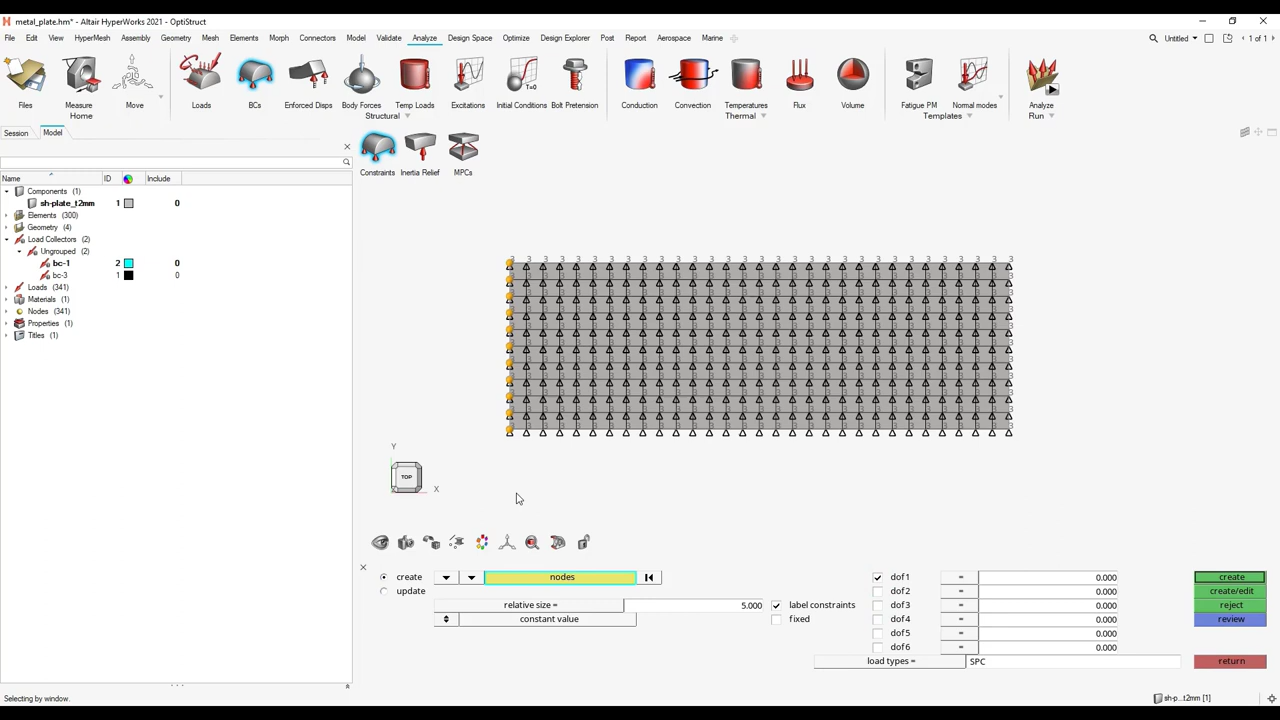 metal_plate.hm* - Altair HyperWorks 2021 - OptiStruct
File Edit View HyperMesh Assembly Geometry Mesh Elements Morph Connectors Model Validate Analyze Design Space Optimize Design Explorer Post Report Aerospace Marine Untitled 1 of 1
Files Measure Move Loads BCs Enforced Disps Body Forces Temp Loads Excitations Initial Conditions Bolt Pretension Conduction Convection Temperatures Flux Volume Fatigue PM Normal modes Analyze
Home Structural Thermal Templates Run
Session Model
Constraints Inertia Relief MPCs
Name ID Include
Components (1)
sh-plate_t2mm 1 0
Elements (300)
Geometry (4)
Load Collectors (2)
Ungrouped (2)
bc-1 2 0
bc-3 1 0
Loads (341)
Materials (1)
Nodes (341)
Properties (1)
Titles (1)
Y
TOP
X
create nodes dof1 = 0.000 create
update dof2 = 0.000 create/edit
relative size = 5.000 label constraints dof3 = 0.000 reject
constant value fixed dof4 = 0.000 review
dof5 = 0.000
dof6 = 0.000
load types = SPC return
Selecting by window. sh-p...t2mm [1]